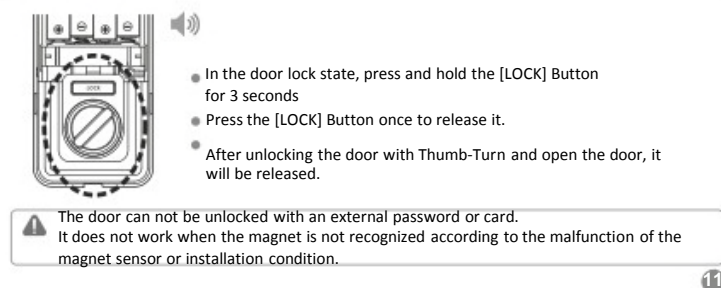 LOCK
In the door lock state, press and hold the [LOCK] Button
for 3 seconds
Press the [LOCK] Button once to release it.
After unlocking the door with Thumb-Turn and open the door, it
will be released.
The door can not be unlocked with an external password or card.
It does not work when the magnet is not recognized according to the malfunction of the
magnet sensor or installation condition.
11